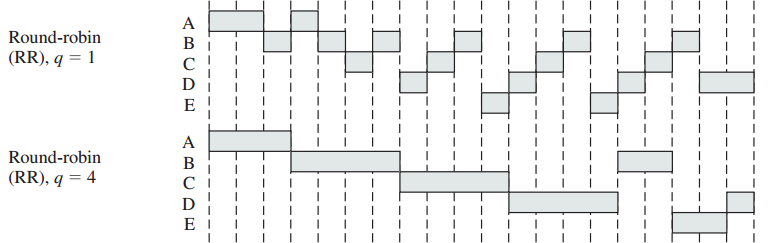 Round-robin
(RR), q = 1
A
B
C
D
E
Round-robin
(RR), q = 4
A
B
C
D
E